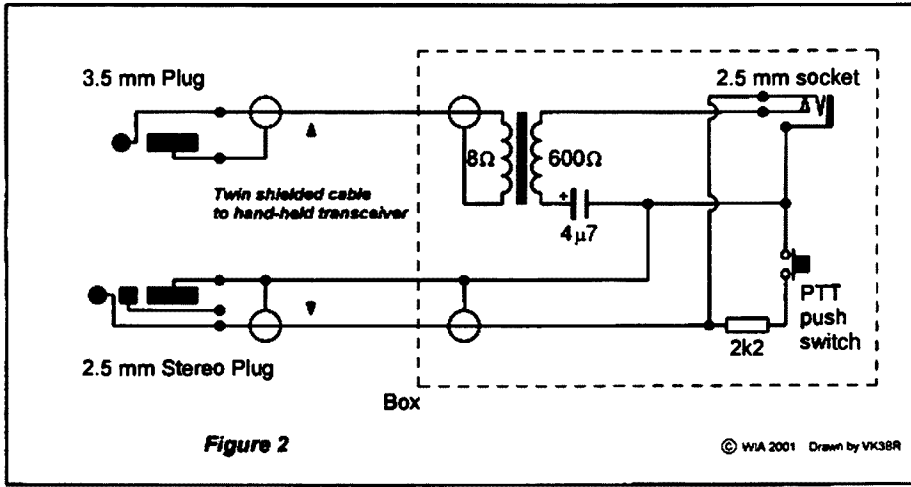 3.5 mm Plug
2.5 mm socket
8Ω
600Ω
Twin shielded cable
to hand-held transceiver
+
4μ7
PTT
push
switch
2k2
2.5 mm Stereo Plug
Box
Figure 2
© WIA 2001 Drawn by VK3BR